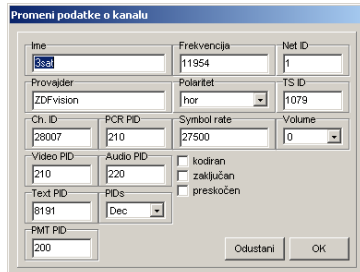 Promeni podatke o kanalu
Ime Frekvencija Net ID
3sat 11954 1
Provajder Polaritet TS ID
ZDFvision hor 1079
Ch. ID PCR PID Symbol rate Volume
28007 210 27500 0
Video PID Audio PID
210 220
kodiran
zaključan
preskočen
Text PID PIDs
8191 Dec
PMT PID
200
Odustani OK